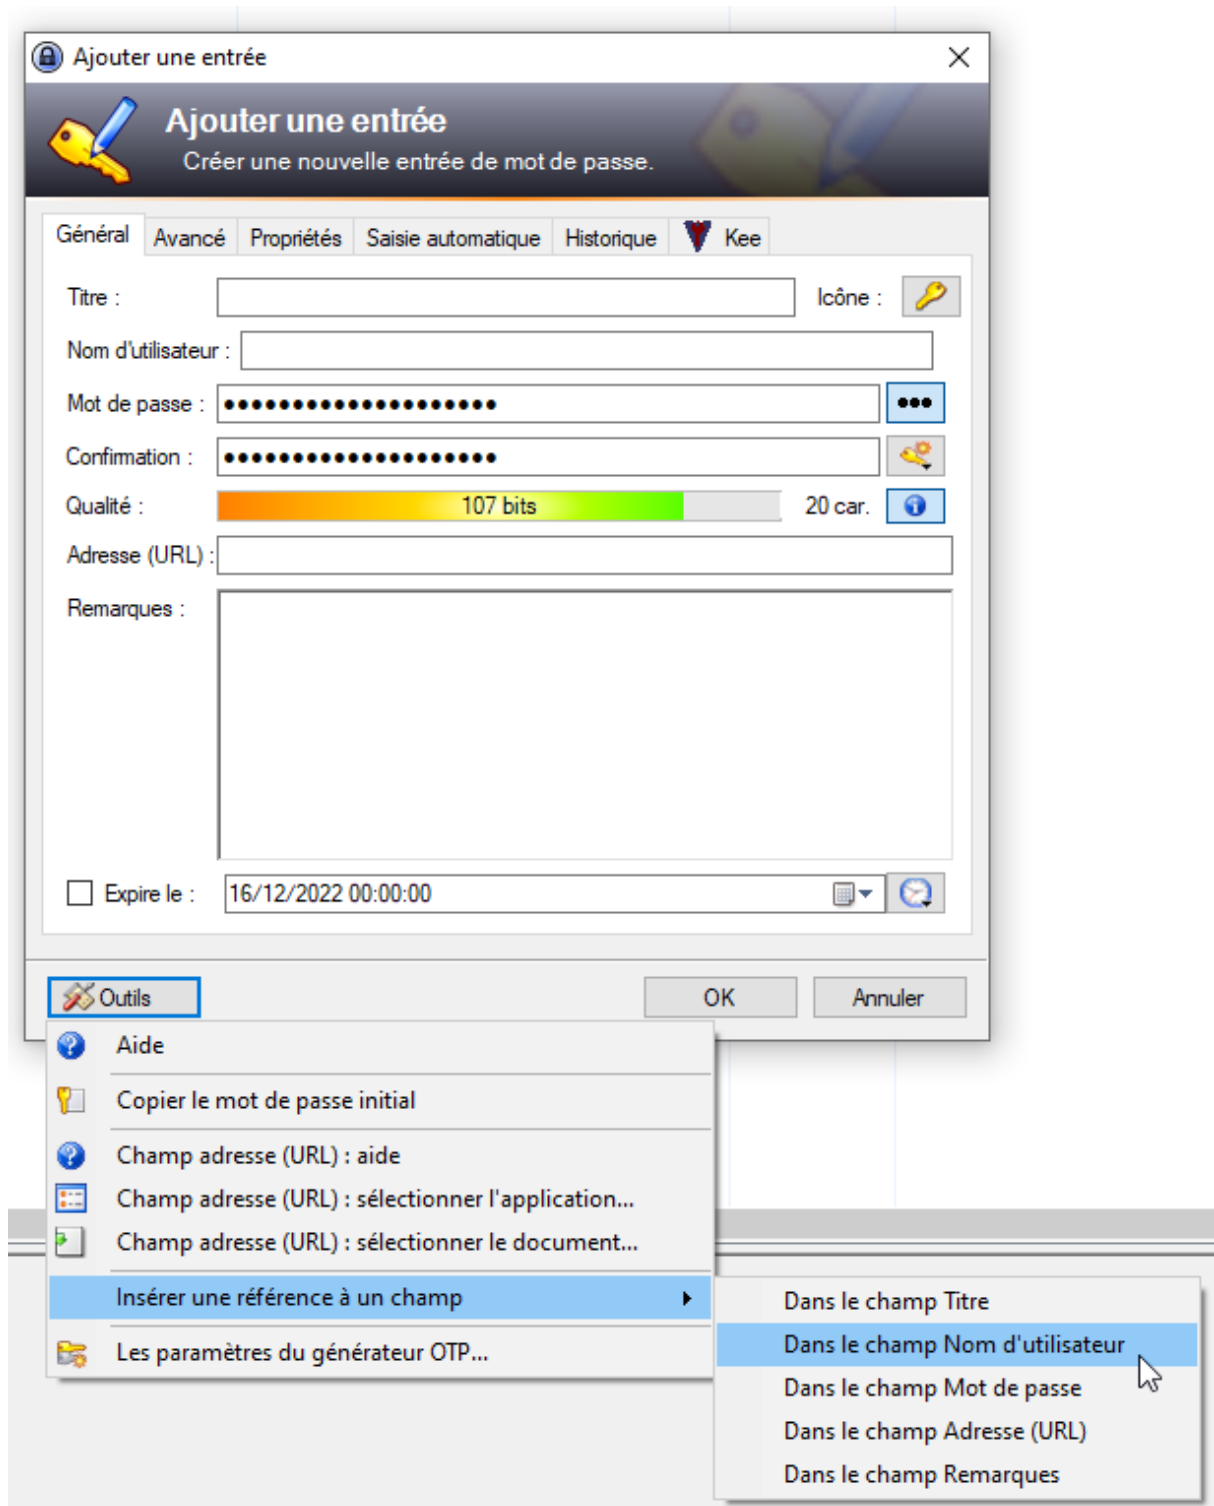 Ajouter une entrée
Ajouter une entrée
Créer une nouvelle entrée de mot de passe.
Général Avancé Propriétés Saisie automatique Historique Kee
Titre : Icône :
Nom d'utilisateur :
Mot de passe : ●●●●●●●●●●●●●●●●●●●● ●●●
Confirmation : ●●●●●●●●●●●●●●●●●●●●
Qualité : 107 bits 20 car.
Adresse (URL) :
Remarques :
Expire le : 16/12/2022 00:00:00
Outils OK Annuler
Aide
Copier le mot de passe initial
Champ adresse (URL) : aide
Champ adresse (URL) : sélectionner l'application...
Champ adresse (URL) : sélectionner le document...
Insérer une référence à un champ
Les paramètres du générateur OTP...
Dans le champ Titre
Dans le champ Nom d'utilisateur
Dans le champ Mot de passe
Dans le champ Adresse (URL)
Dans le champ Remarques